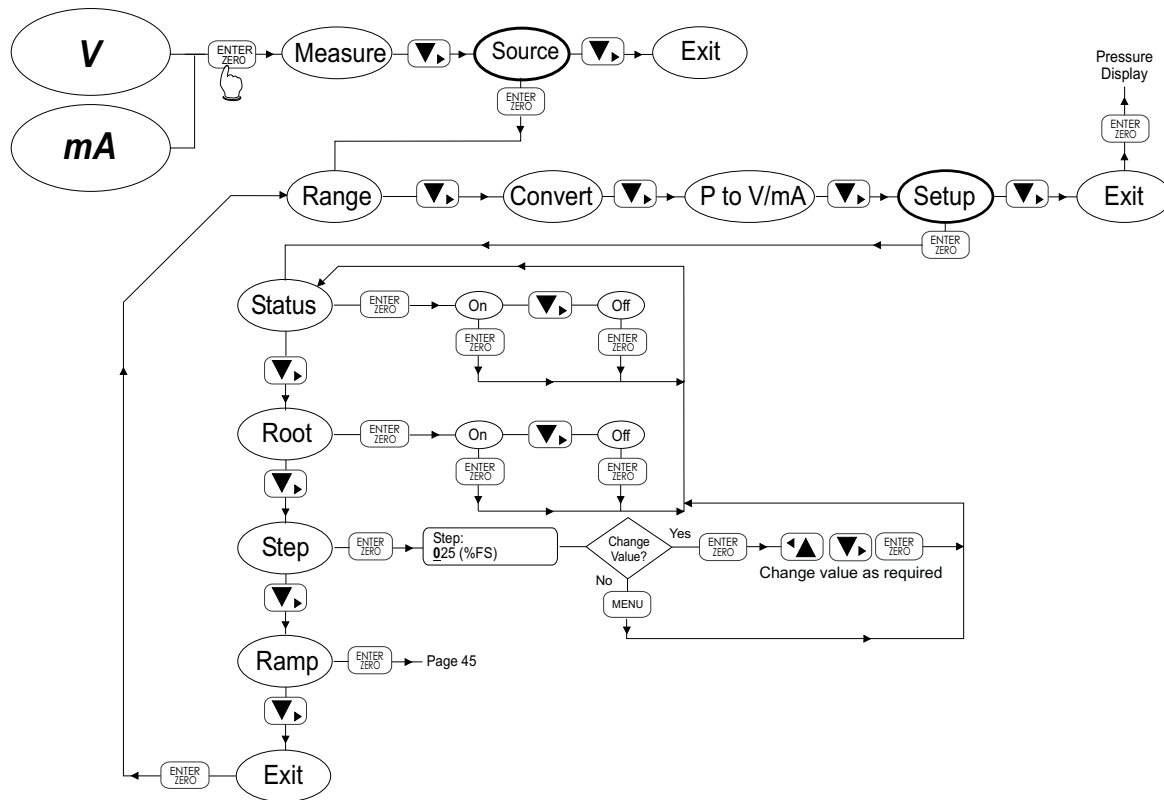 V
ENTER
ZERO
Measure
Source
Exit
ENTER
ZERO
mA
Pressure
Display
ENTER
ZERO
Range
Convert
P to V/mA
Setup
Exit
ENTER
ZERO
Status
ENTER
ZERO
On
Off
ENTER
ZERO
ENTER
ZERO
Root
ENTER
ZERO
On
Off
ENTER
ZERO
ENTER
ZERO
Step
ENTER
ZERO
Step:
025 (%FS)
Change
Value?
Yes
ENTER
ZERO
ENTER
ZERO
Change value as required
No
MENU
Ramp
ENTER
ZERO
Page 45
ENTER
ZERO
Exit